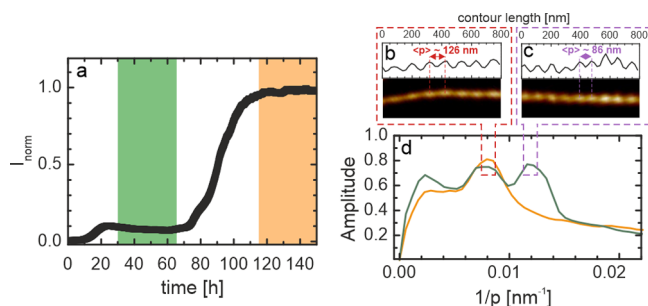 a
I_norm
1.0
0.5
0.0
0 20 40 60 80 100 120 140
time [h]
contour length [nm]
0 200 400 600 800 0 200 400 600 800
b <p> ~ 126 nm
c <p> ~ 86 nm
d
Amplitude
1.0
0.8
0.6
0.4
0.2
0.00 0.01 0.02
1/p [nm⁻¹]